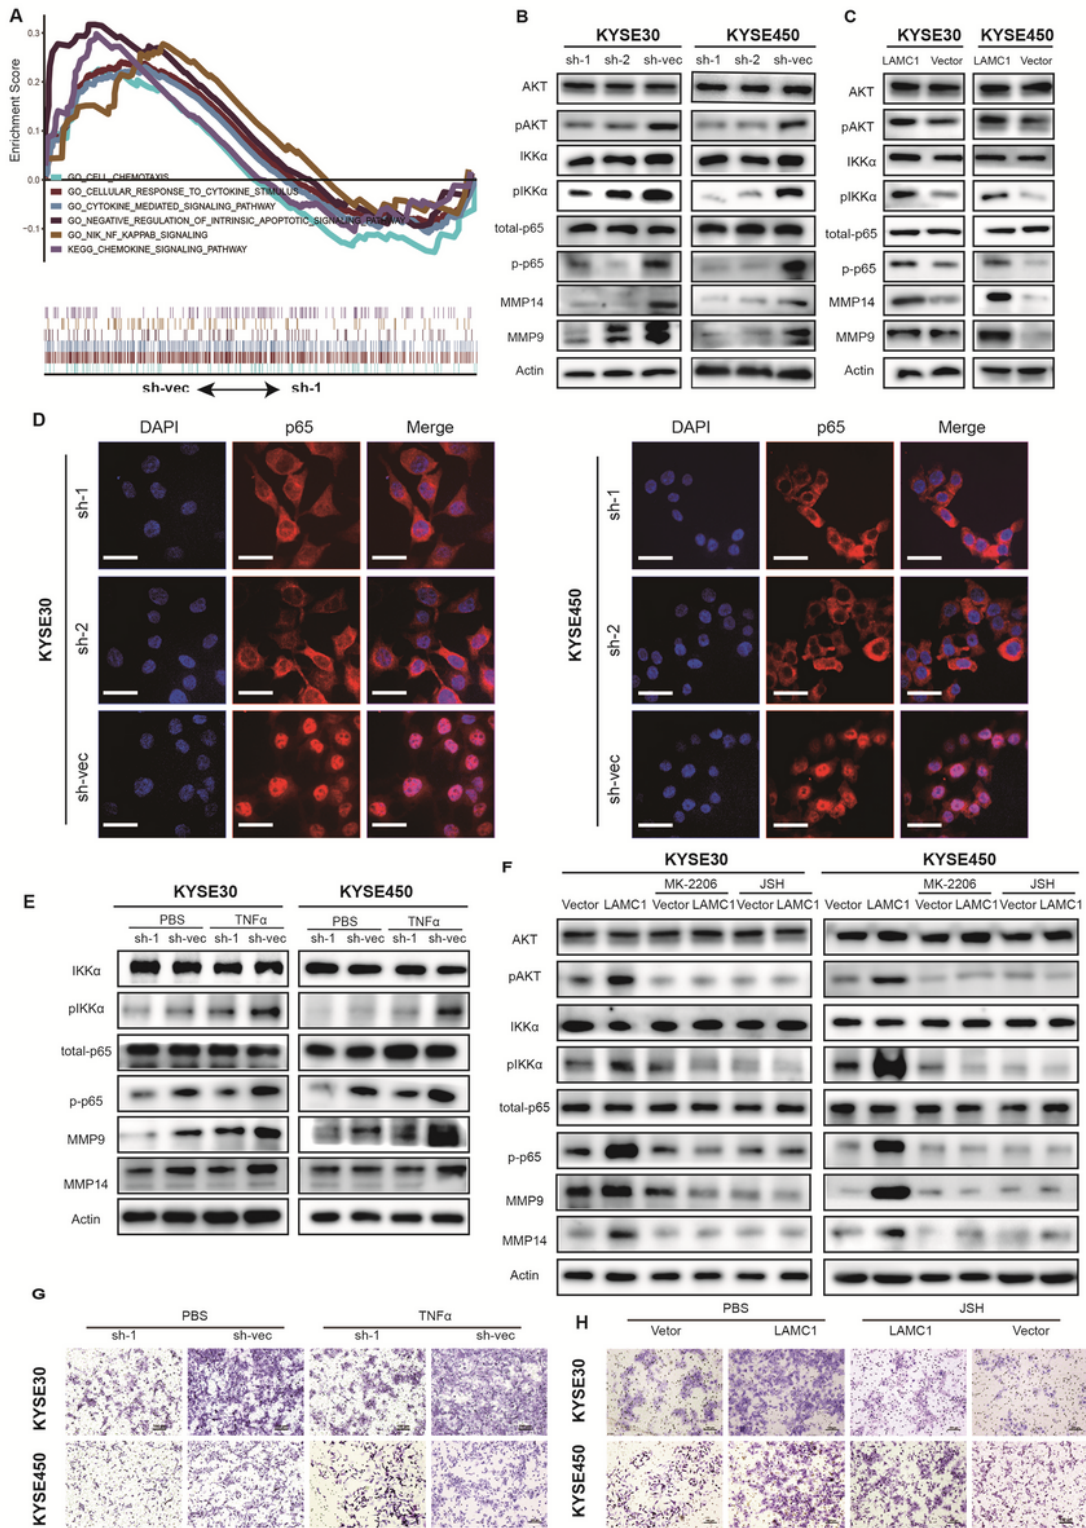 A
Enrichment Score
0.3
0.2
0.1
0.0
−0.1
GO_CELL_CHEMOTAXIS
GO_CELLULAR_RESPONSE_TO_CYTOKINE_STIMULUS
GO_CYTOKINE_MEDIATED_SIGNALING_PATHWAY
GO_NEGATIVE_REGULATION_OF_INTRINSIC_APOPTOTIC_SIGNALING_PATHWAY
GO_NIK_NF_KAPPAB_SIGNALING
KEGG_CHEMOKINE_SIGNALING_PATHWAY
sh-vec sh-1
B
KYSE30 KYSE450
sh-1 sh-2 sh-vec sh-1 sh-2 sh-vec
AKT
pAKT
IKKα
pIKKα
total-p65
p-p65
MMP14
MMP9
Actin
C
KYSE30 KYSE450
LAMC1 Vector LAMC1 Vector
AKT
pAKT
IKKα
pIKKα
total-p65
p-p65
MMP14
MMP9
Actin
D
DAPI p65 Merge
KYSE30
sh-1
sh-2
sh-vec
DAPI p65 Merge
KYSE450
sh-1
sh-2
sh-vec
E
KYSE30 KYSE450
PBS TNFα PBS TNFα
sh-1 sh-vec sh-1 sh-vec sh-1 sh-vec sh-1 sh-vec
IKKα
pIKKα
total-p65
p-p65
MMP9
MMP14
Actin
F
KYSE30 KYSE450
MK-2206 JSH MK-2206 JSH
Vector LAMC1 Vector LAMC1 Vector LAMC1 Vector LAMC1 Vector LAMC1 Vector LAMC1
AKT
pAKT
IKKα
pIKKα
total-p65
p-p65
MMP9
MMP14
Actin
G
PBS TNFα
sh-1 sh-vec sh-1 sh-vec
KYSE30
KYSE450
H
PBS JSH
Vetor LAMC1 LAMC1 Vector
KYSE30
KYSE450